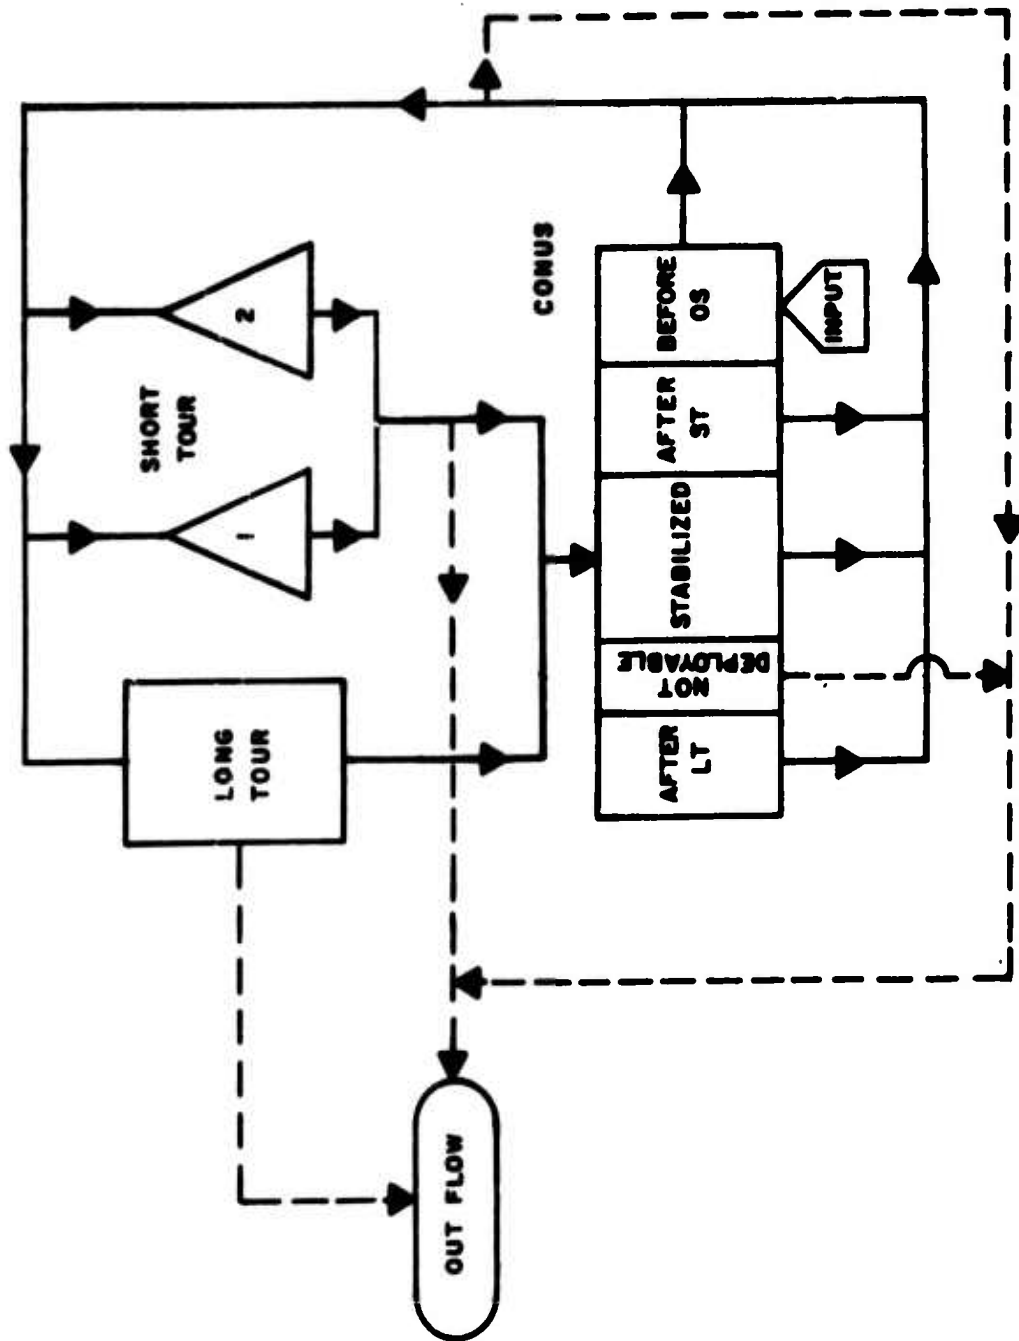 SHORT
TOUR
LONG
TOUR
1
2
OUT FLOW
CONUS
AFTER
LT
NOT
DEPLOYABLE
STABILIZED
AFTER
ST
BEFORE
OS
INPUT